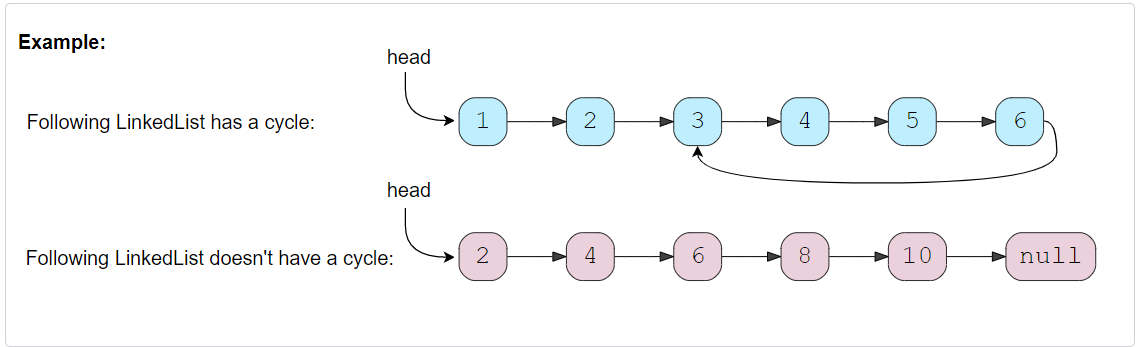 Example:
head
Following LinkedList has a cycle:
1 2 3 4 5 6
head
Following LinkedList doesn't have a cycle:
2 4 6 8 10 null